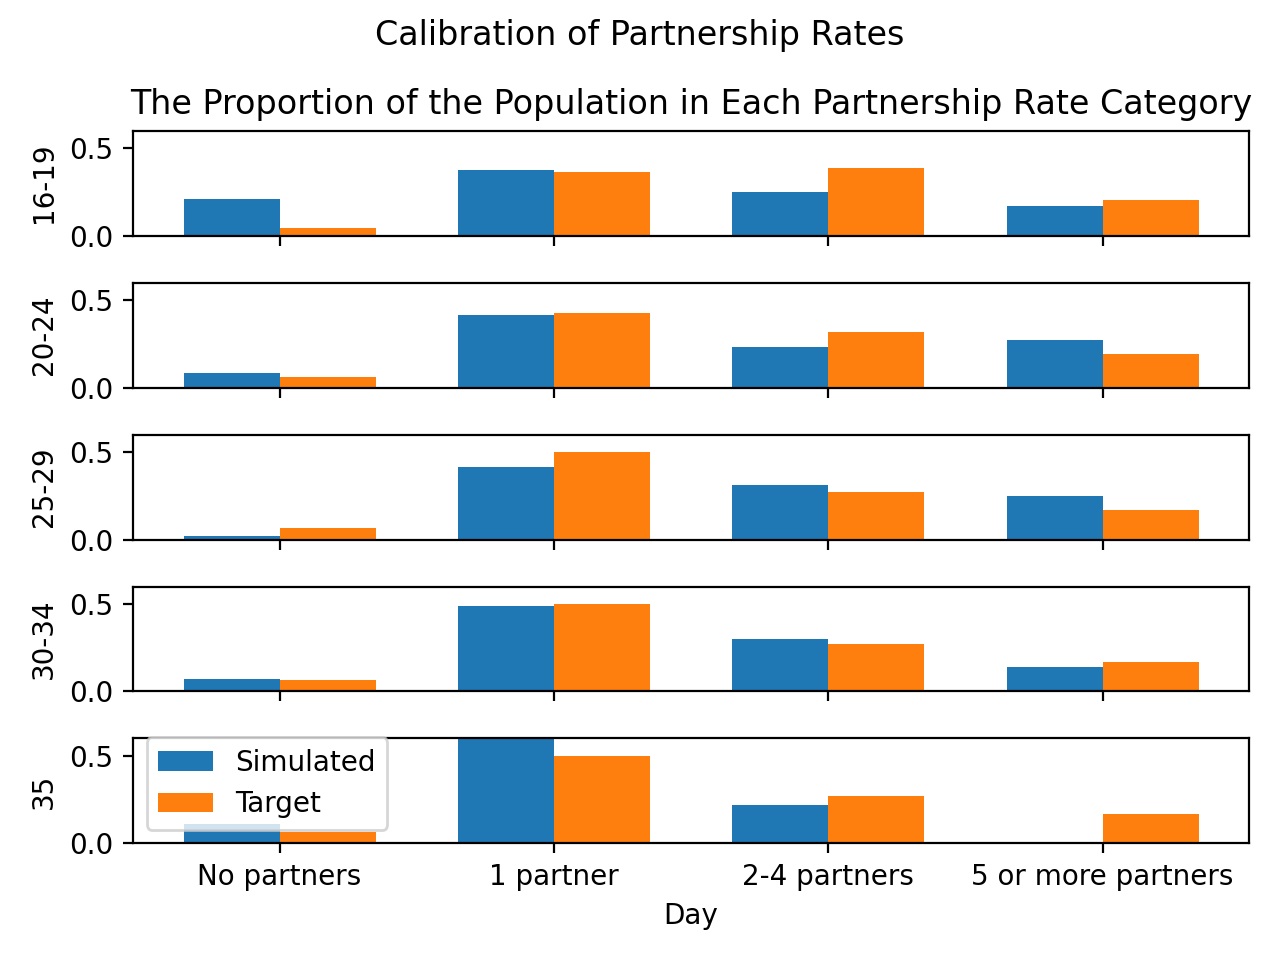 Calibration of Partnership Rates
The Proportion of the Population in Each Partnership Rate Category
16-19
0.5
0.0
20-24
0.5
0.0
25-29
0.5
0.0
30-34
0.5
0.0
35
0.5
0.0
Simulated
Target
No partners
1 partner
2-4 partners
5 or more partners
Day